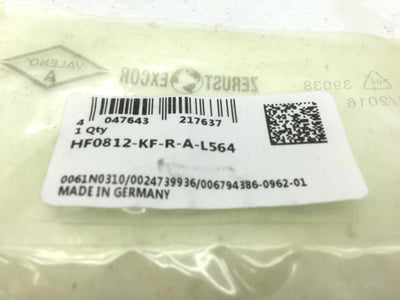 VALENO
A
ZERUST EXCOR
39038
/2016
4 047643 217637
1 Qty
HF0812-KF-R-A-L564
0061N0310/0024739936/006794386-0962-01
MADE IN GERMANY